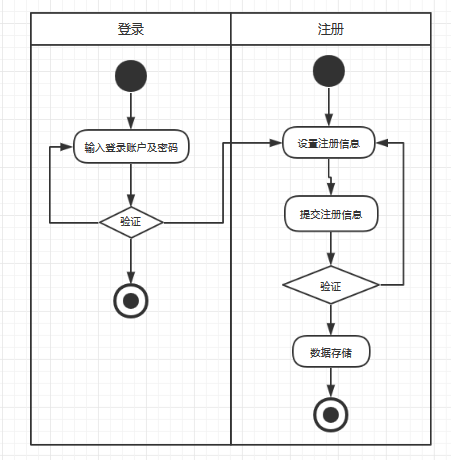 登录
注册
输入登录账户及密码
验证
设置注册信息
提交注册信息
验证
数据存储